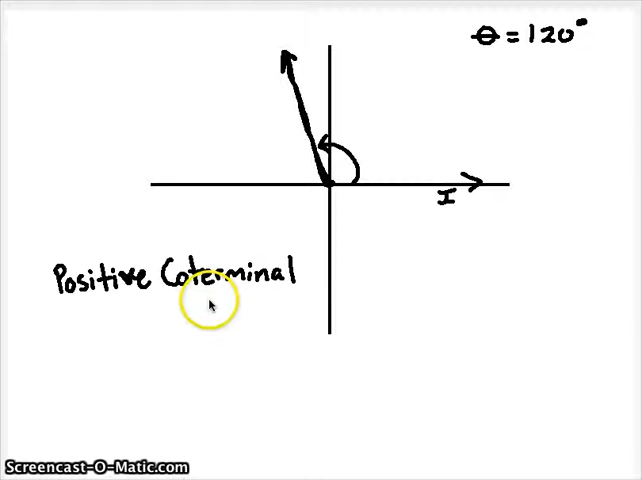 θ = 120°
I
Positive Coterminal
Screencast-O-Matic.com